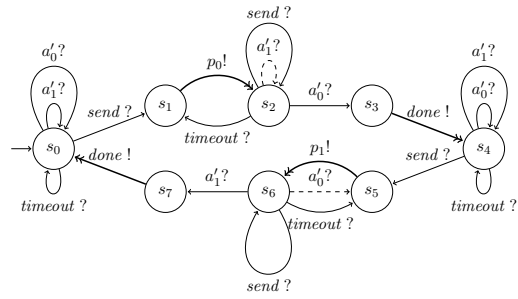 send ?
a′₀?
a′₁?
p₀!
a′₁?
a′₁?
a′₀?
s₀
send ?
s₁
s₂
a′₀?
s₃
done !
s₄
timeout ?
timeout ?
done !
s₇
a′₁?
s₆
p₁!
a′₀?
s₅
send ?
timeout ?
timeout ?
send ?